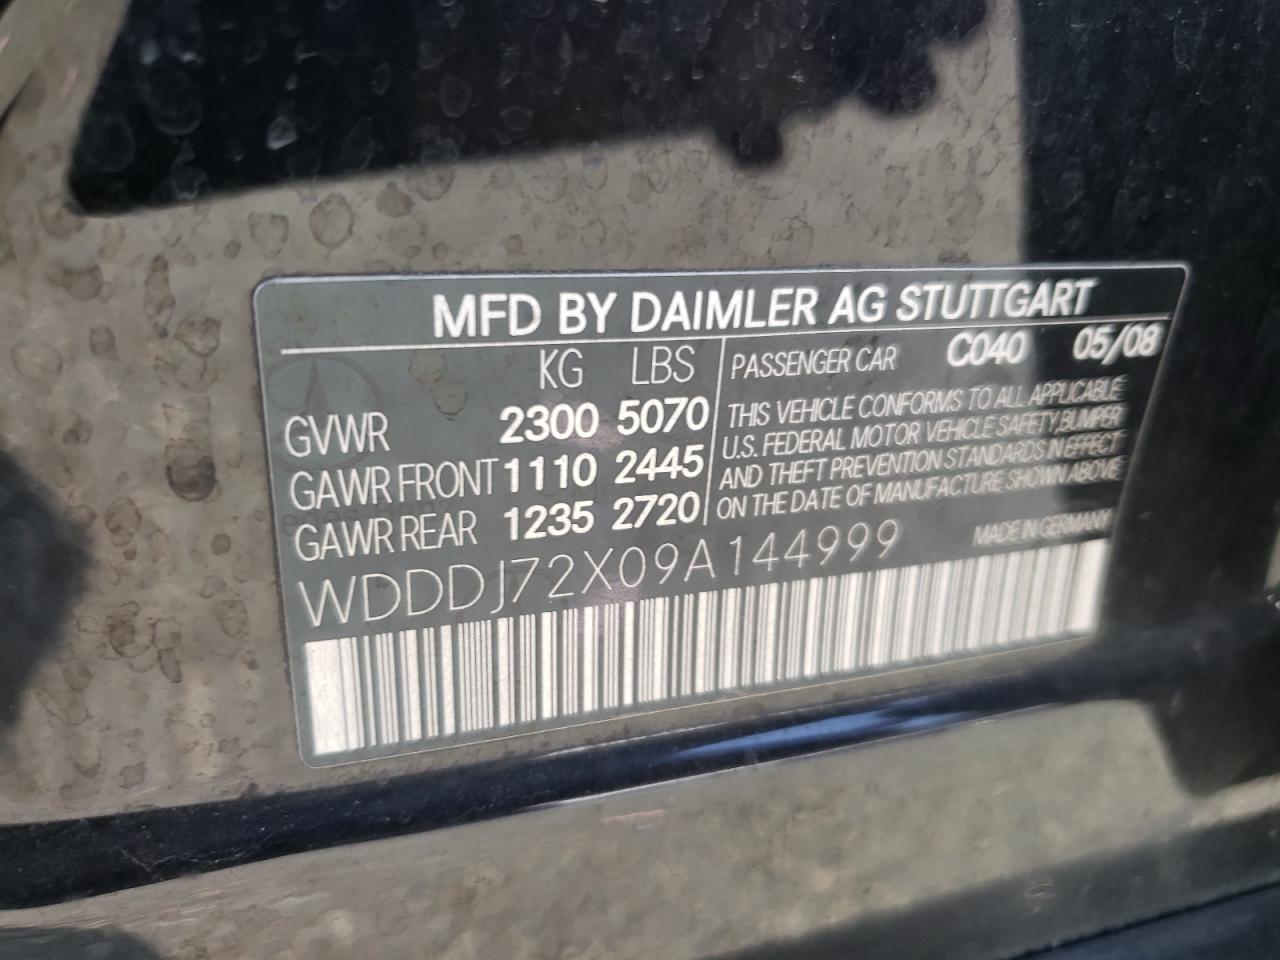 MFD BY DAIMLER AG STUTTGART
KG LBS
GVWR 2300 5070
GAWR FRONT 1110 2445
GAWR REAR 1235 2720
PASSENGER CAR C040 05/08
THIS VEHICLE CONFORMS TO ALL APPLICABLE
U.S. FEDERAL MOTOR VEHICLE SAFETY, BUMPER
AND THEFT PREVENTION STANDARDS IN EFFECT
ON THE DATE OF MANUFACTURE SHOWN ABOVE
WDDDJ72X09A144999
MADE IN GERMANY